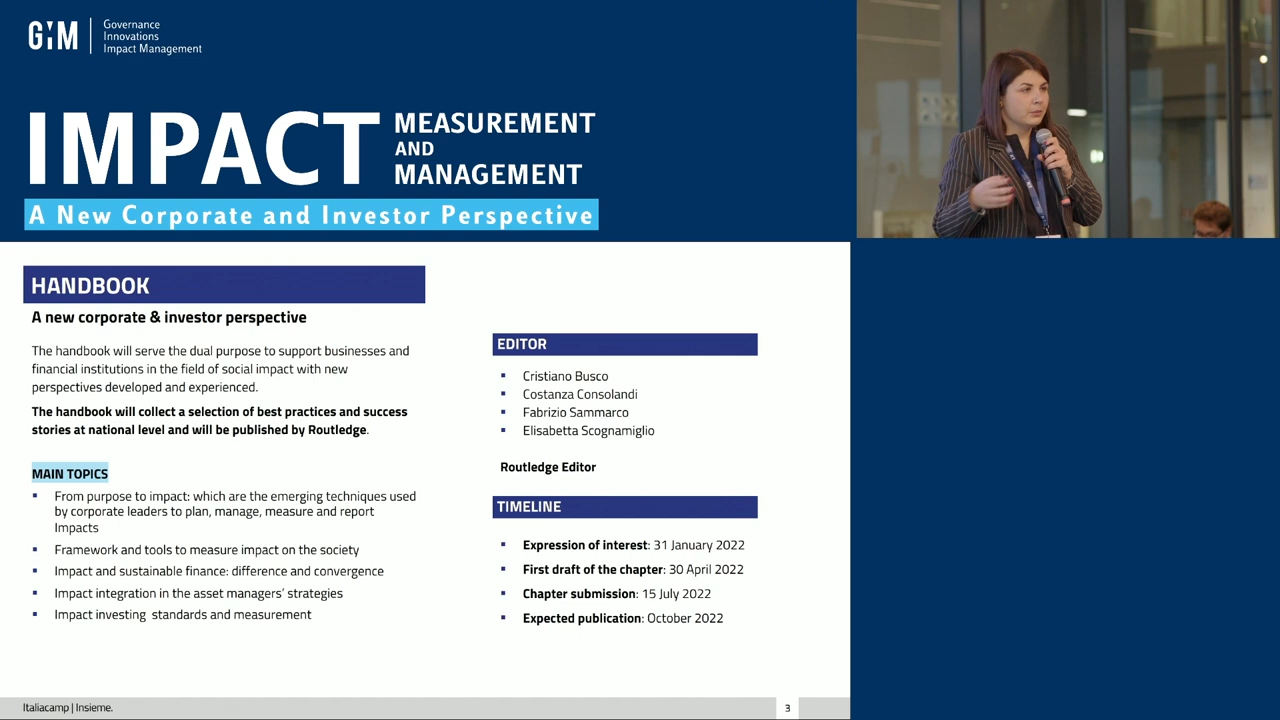 GIM
Governance
Innovations
Impact Management
IMPACT
MEASUREMENT
AND
MANAGEMENT
A New Corporate and Investor Perspective
HANDBOOK
A new corporate & investor perspective
The handbook will serve the dual purpose to support businesses and
financial institutions in the field of social impact with new
perspectives developed and experienced.
The handbook will collect a selection of best practices and success
stories at national level and will be published by Routledge.
MAIN TOPICS
▪ From purpose to impact: which are the emerging techniques used
by corporate leaders to plan, manage, measure and report
Impacts
▪ Framework and tools to measure impact on the society
▪ Impact and sustainable finance: difference and convergence
▪ Impact integration in the asset managers' strategies
▪ Impact investing standards and measurement
EDITOR
▪ Cristiano Busco
▪ Costanza Consolandi
▪ Fabrizio Sammarco
▪ Elisabetta Scognamiglio
Routledge Editor
TIMELINE
▪ Expression of interest: 31 January 2022
▪ First draft of the chapter: 30 April 2022
▪ Chapter submission: 15 July 2022
▪ Expected publication: October 2022
Italiacamp | Insieme.
3